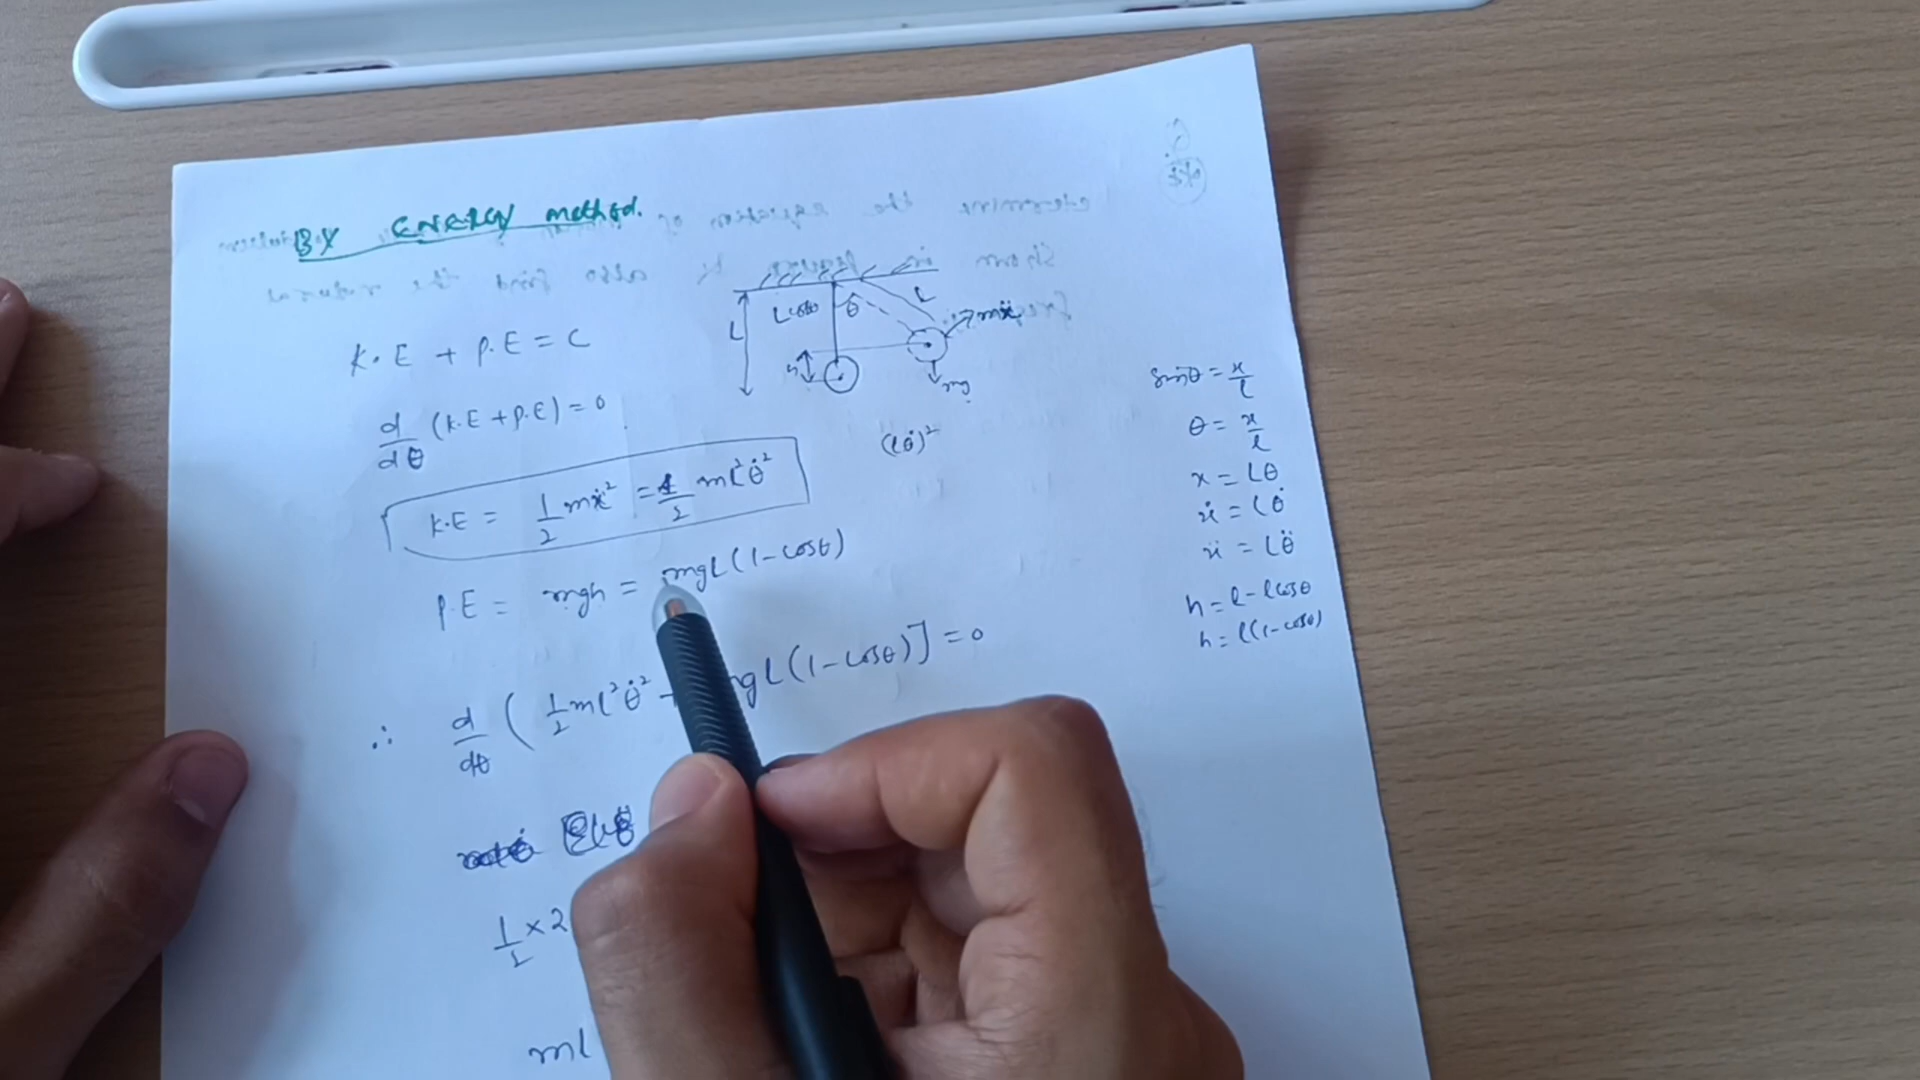 By energy method.
K.E + P.E = C
d/dθ (K.E + P.E) = 0
K.E = 1/2 mẋ² = 1/2 ml²θ̇²
P.E = mgh = mgL(1-cosθ)
∴ d/dθ ( 1/2 ml²θ̇² gL(1-cosθ)] = 0
1/2 × 2
ml
L cosθ θ L
L mẍ
h mg
(lθ̇)²
sinθ = x/l
θ = x/l
x = Lθ
ẋ = lθ̇
ẍ = Lθ̈
h = l - lcosθ
h = l(1-cosθ)